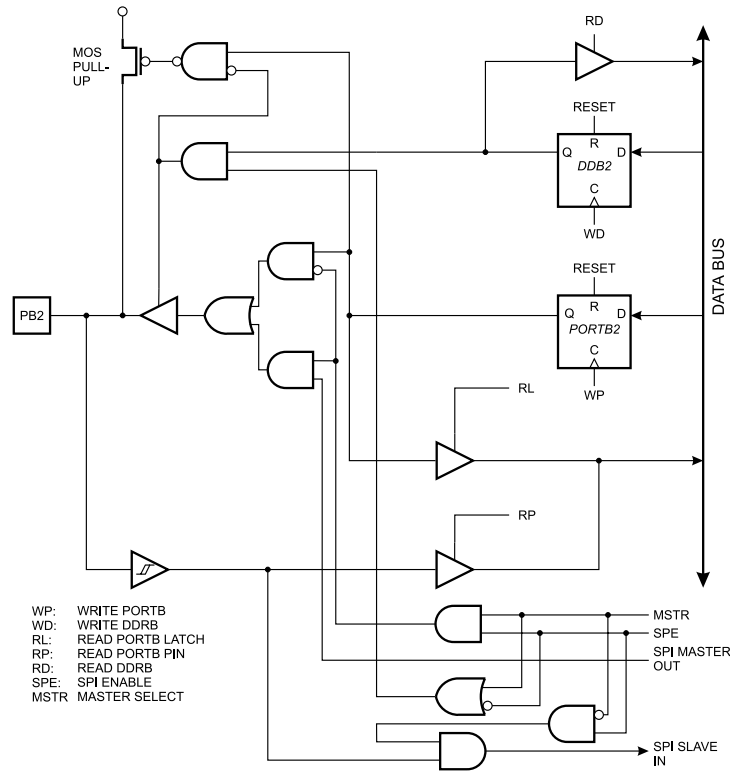 RD
MOS
PULL-
UP
RESET
R
Q
D
DDB2
C
WD
RESET
R
Q
D
PORTB2
C
WP
DATA BUS
PB2
RL
RP
WP: WRITE PORTB
WD: WRITE DDRB
RL: READ PORTB LATCH
RP: READ PORTB PIN
RD: READ DDRB
SPE: SPI ENABLE
MSTR MASTER SELECT
MSTR
SPE
SPI MASTER
OUT
SPI SLAVE
IN